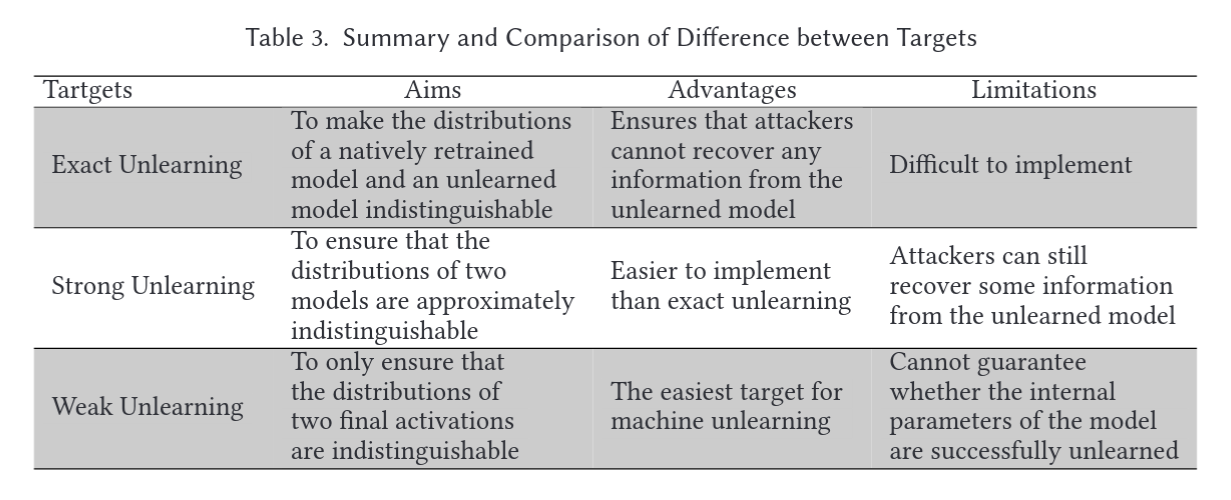 Table 3. Summary and Comparison of Difference between Targets
Tartgets Aims Advantages Limitations
Exact Unlearning
To make the distributions
of a natively retrained
model and an unlearned
model indistinguishable
Ensures that attackers
cannot recover any
information from the
unlearned model
Difficult to implement
Strong Unlearning
To ensure that the
distributions of two
models are approximately
indistinguishable
Easier to implement
than exact unlearning
Attackers can still
recover some information
from the unlearned model
Weak Unlearning
To only ensure that
the distributions of
two final activations
are indistinguishable
The easiest target for
machine unlearning
Cannot guarantee
whether the internal
parameters of the model
are successfully unlearned